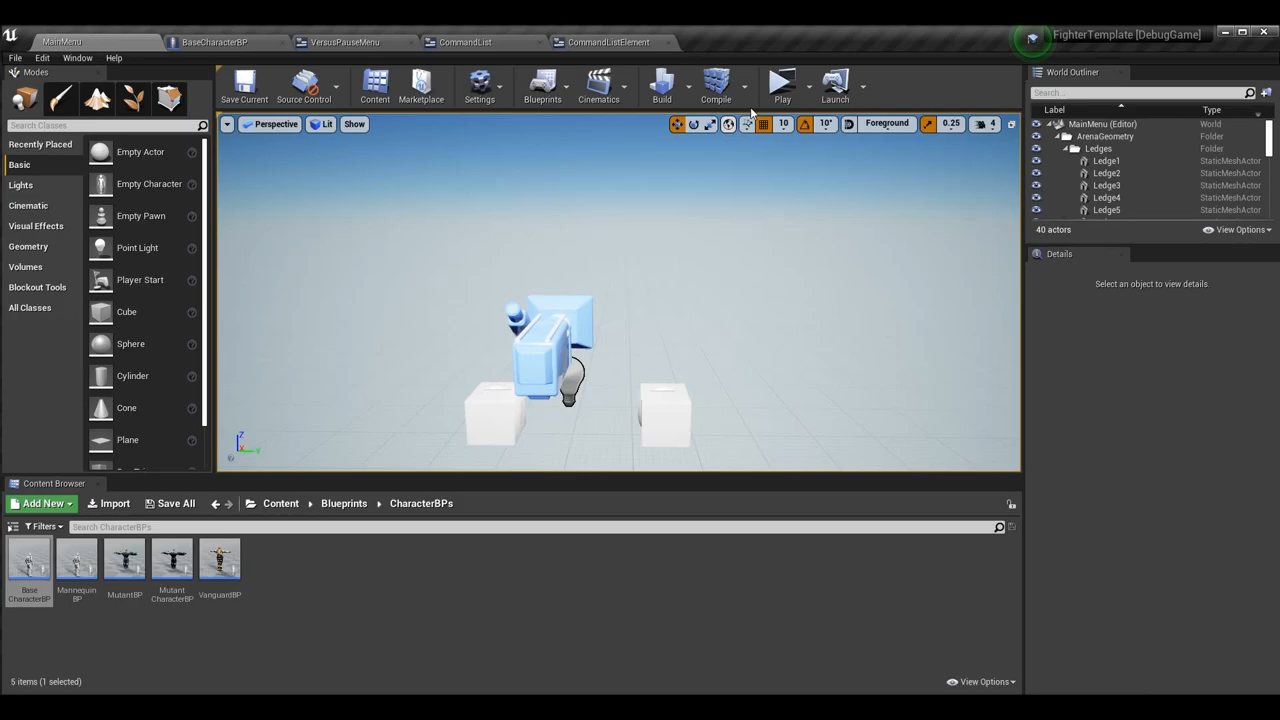 MainMenu
BaseCharacterBP
VersusPauseMenu
CommandList
CommandListElement
FighterTemplate [DebugGame]
File Edit Window Help
Modes
Search Classes
Recently Placed
Basic
Lights
Cinematic
Visual Effects
Geometry
Volumes
Blockout Tools
All Classes
Empty Actor
Empty Character
Empty Pawn
Point Light
Player Start
Cube
Sphere
Cylinder
Cone
Plane
Save Current
Source Control
Content
Marketplace
Settings
Blueprints
Cinematics
Build
Compile
Play
Launch
Perspective
Lit
Show
10
10°
Foreground
0.25
4
Z
World Outliner
Search...
Label Type
MainMenu (Editor) World
ArenaGeometry Folder
Ledges Folder
Ledge1 StaticMeshActor
Ledge2 StaticMeshActor
Ledge3 StaticMeshActor
Ledge4 StaticMeshActor
Ledge5 StaticMeshActor
40 actors
View Options
Details
Select an object to view details.
Content Browser
Add New
Import
Save All
Content
Blueprints
CharacterBPs
Filters
Search CharacterBPs
Base
CharacterBP
Mannequin
BP
MutantBP
Mutant
CharacterBP
VanguardBP
5 items (1 selected)
View Options